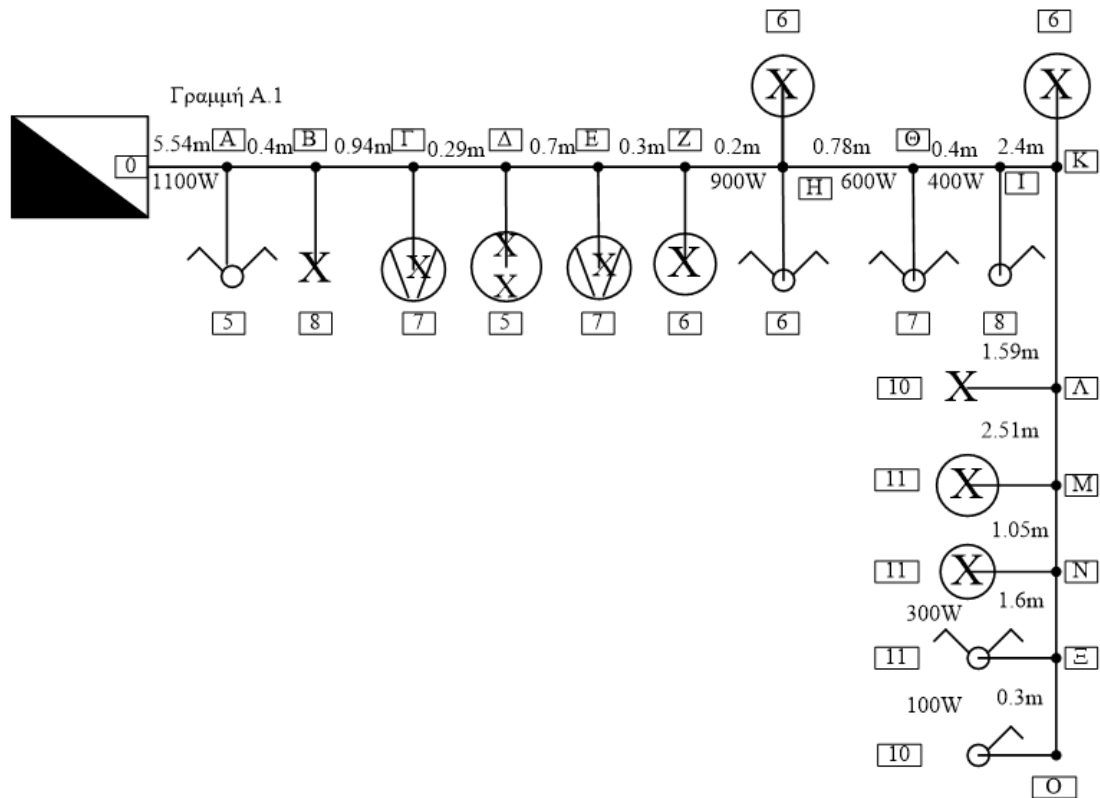 6 6
Γραμμή Α.1
5.54m Α 0.4m Β 0.94m Γ 0.29m Δ 0.7m Ε 0.3m Ζ 0.2m 0.78m Θ 0.4m 2.4m
0 Κ
1100W 900W Η 600W 400W Ι
X X X X X X X X X
5 8 7 5 7 6 6 7 8
1.59m
10 X Λ
2.51m
11 X Μ
1.05m
11 X Ν
300W 1.6m
11 Ξ
100W 0.3m
10
Ο